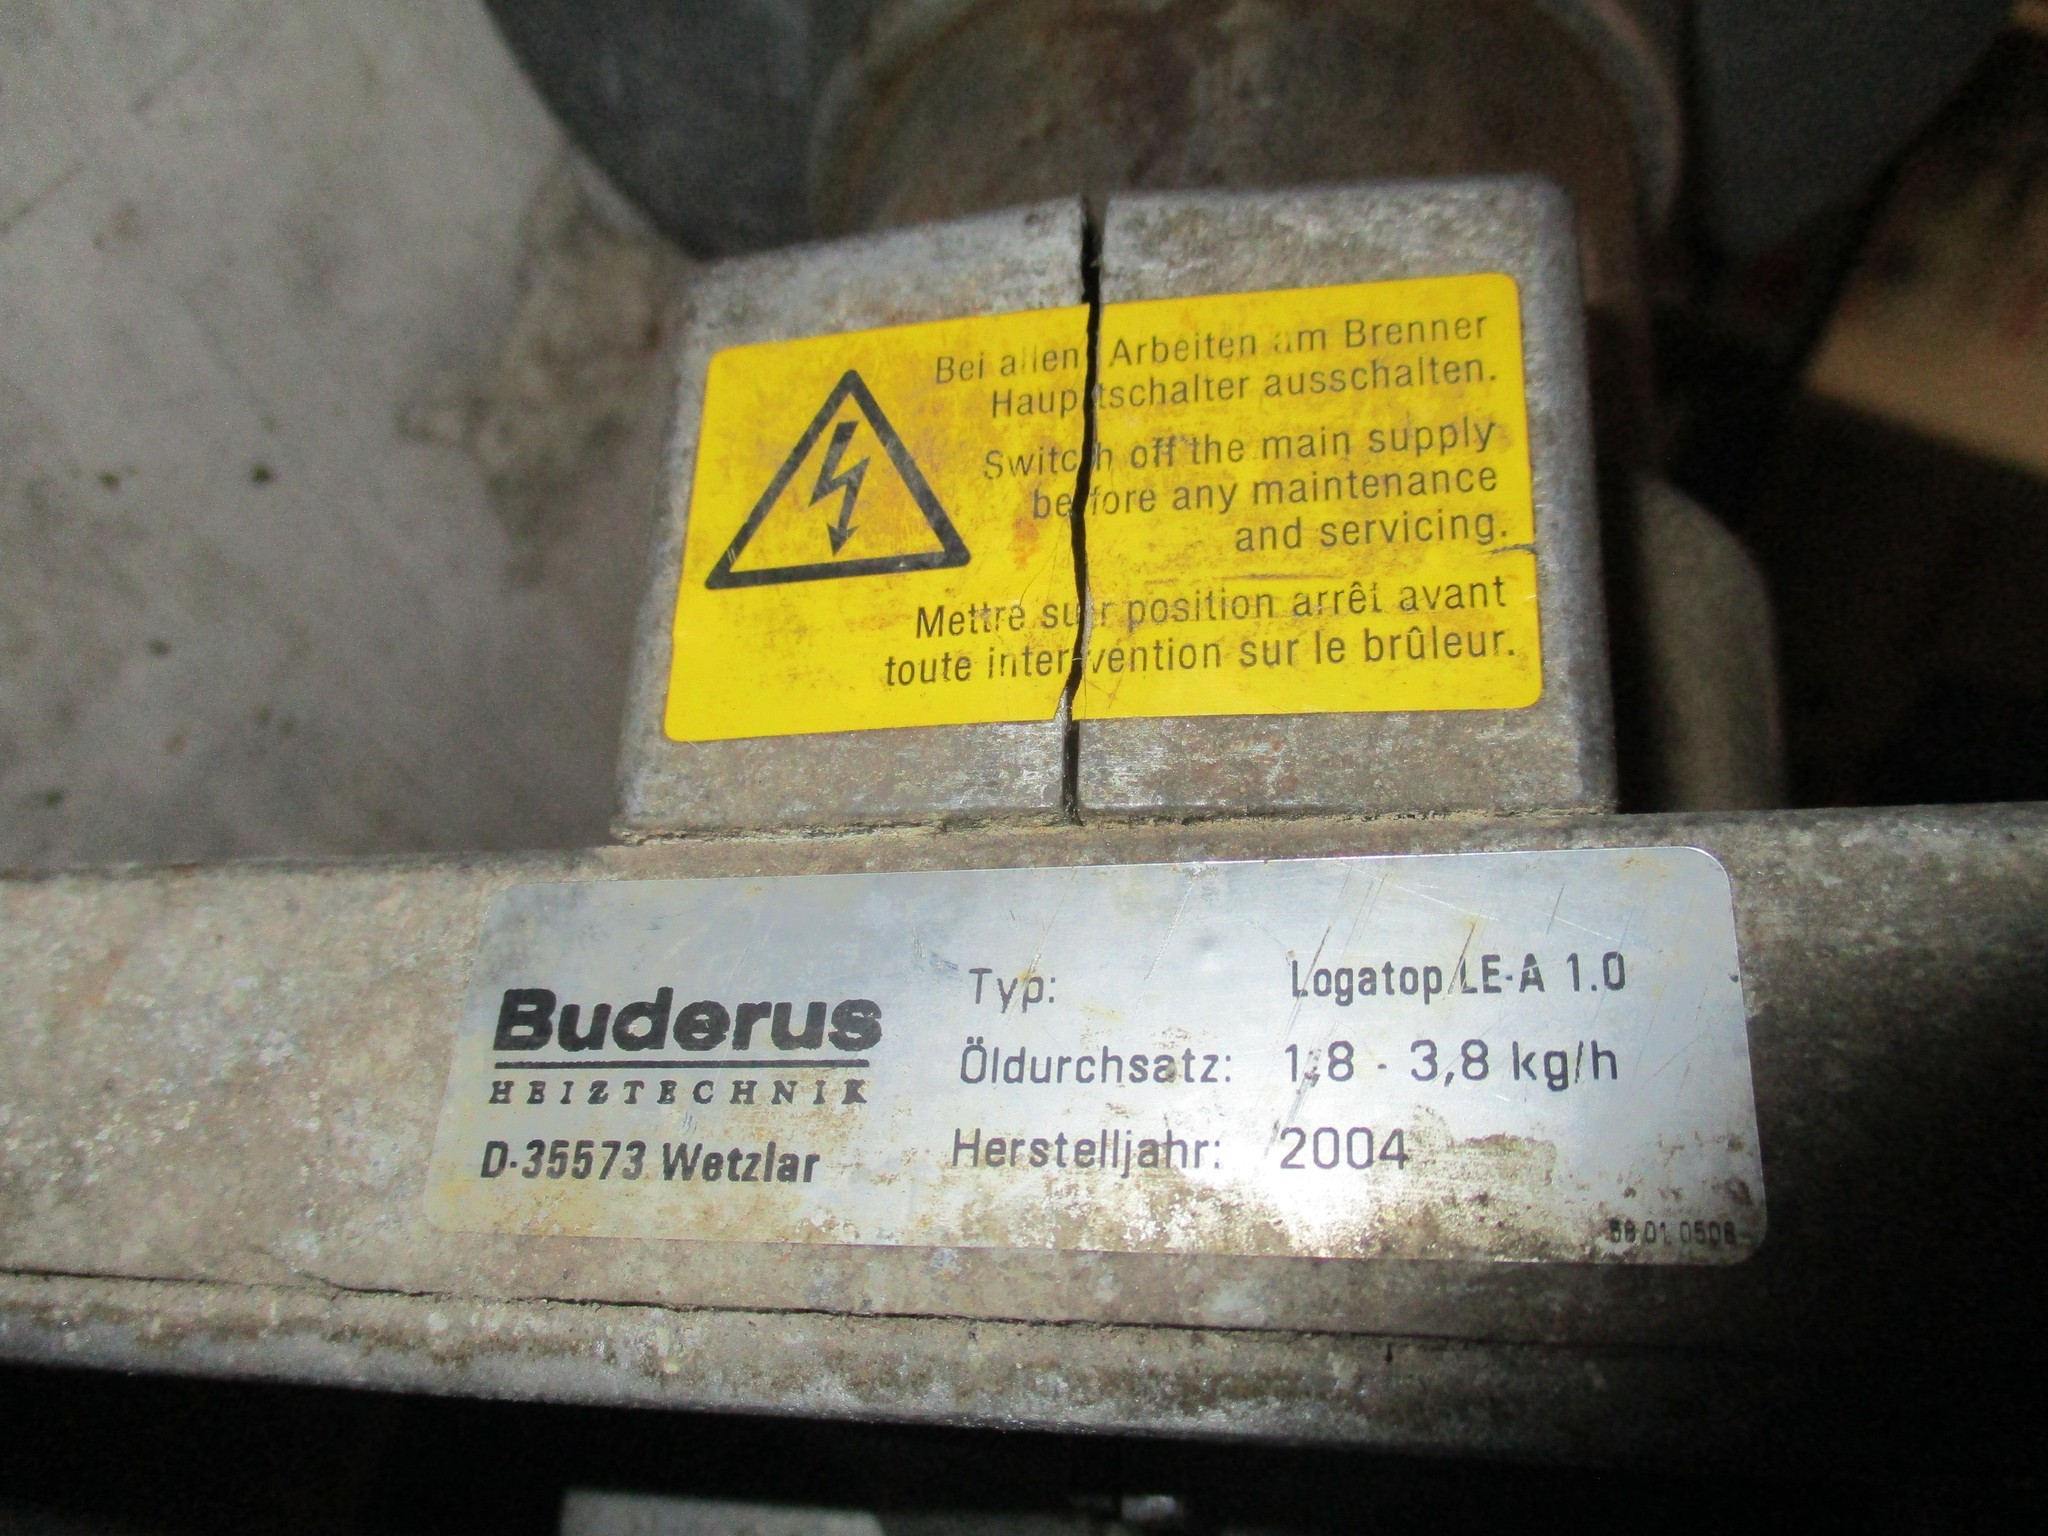 Bei allen Arbeiten am Brenner
Hauptschalter ausschalten.
Switch off the main supply
before any maintenance
and servicing.
Mettre sur position arrêt avant
toute intervention sur le brûleur.
Buderus
HEIZTECHNIK
D-35573 Wetzlar
Typ: Logatop LE-A 1.0
Öldurchsatz: 1,8 - 3,8 kg/h
Herstelljahr: 2004